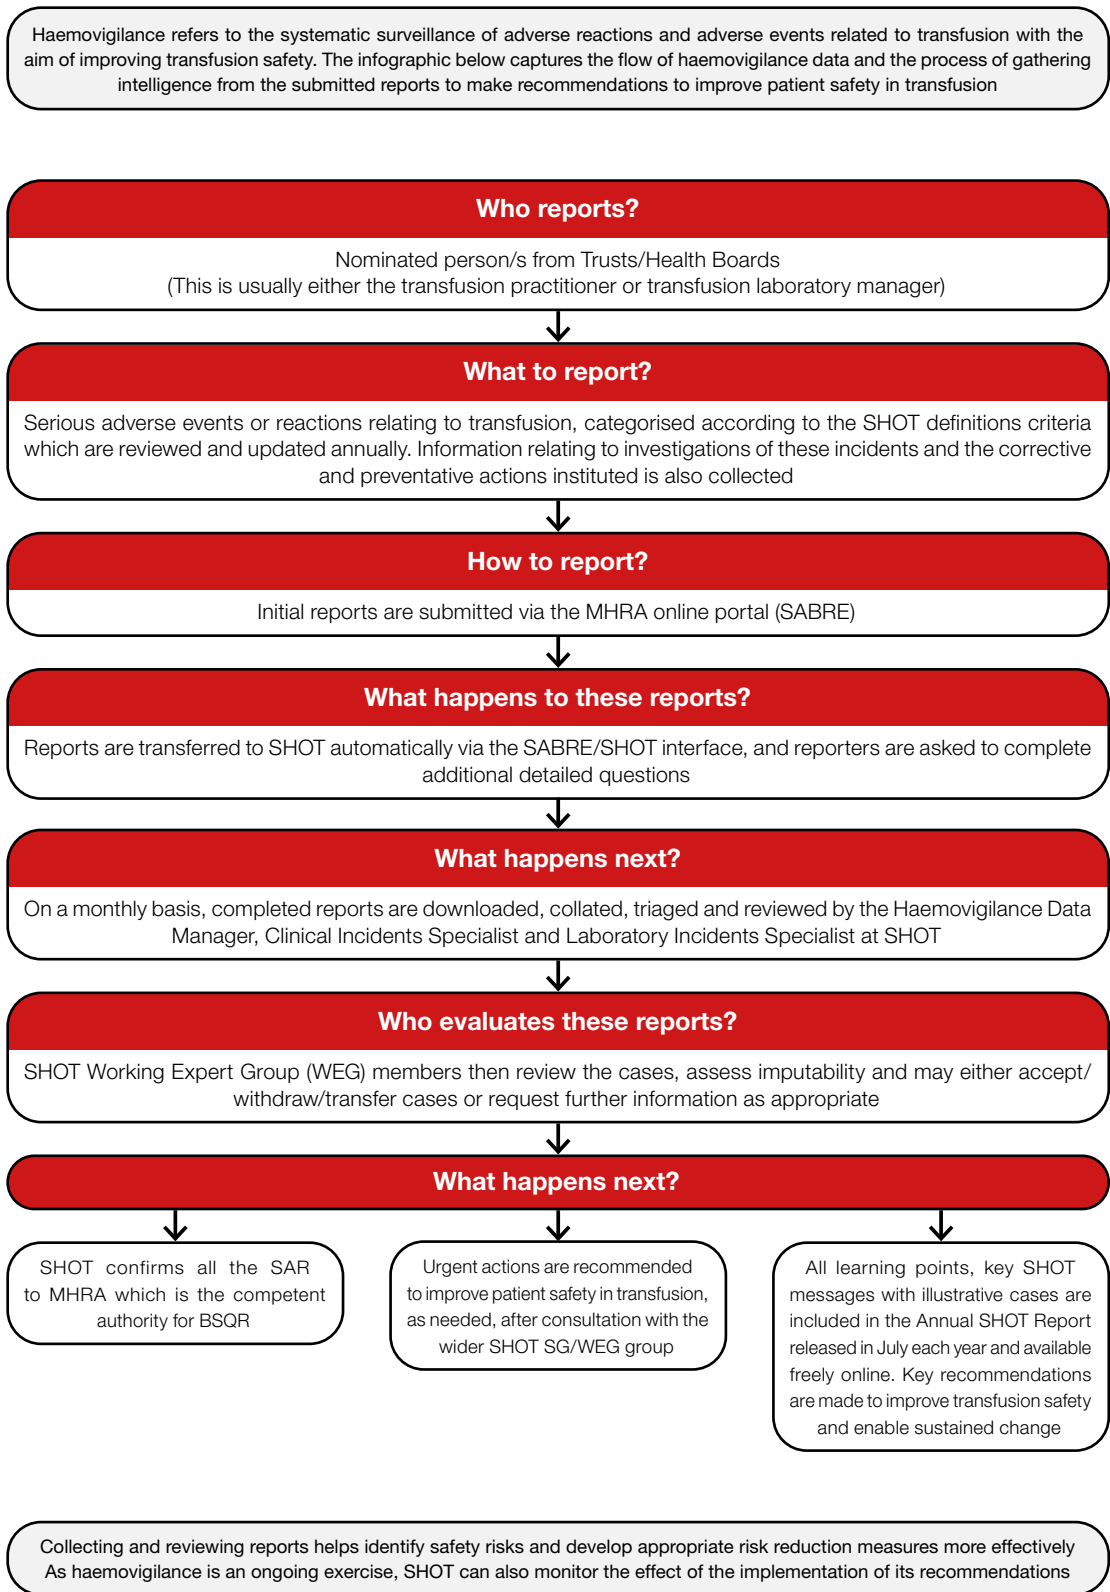 Haemovigilance refers to the systematic surveillance of adverse reactions and adverse events related to transfusion with the
aim of improving transfusion safety. The infographic below captures the flow of haemovigilance data and the process of gathering
intelligence from the submitted reports to make recommendations to improve patient safety in transfusion
Who reports?
Nominated person/s from Trusts/Health Boards
(This is usually either the transfusion practitioner or transfusion laboratory manager)
What to report?
Serious adverse events or reactions relating to transfusion, categorised according to the SHOT definitions criteria
which are reviewed and updated annually. Information relating to investigations of these incidents and the corrective
and preventative actions instituted is also collected
How to report?
Initial reports are submitted via the MHRA online portal (SABRE)
What happens to these reports?
Reports are transferred to SHOT automatically via the SABRE/SHOT interface, and reporters are asked to complete
additional detailed questions
What happens next?
On a monthly basis, completed reports are downloaded, collated, triaged and reviewed by the Haemovigilance Data
Manager, Clinical Incidents Specialist and Laboratory Incidents Specialist at SHOT
Who evaluates these reports?
SHOT Working Expert Group (WEG) members then review the cases, assess imputability and may either accept/
withdraw/transfer cases or request further information as appropriate
What happens next?
SHOT confirms all the SAR
to MHRA which is the competent
authority for BSQR
Urgent actions are recommended
to improve patient safety in transfusion,
as needed, after consultation with the
wider SHOT SG/WEG group
All learning points, key SHOT
messages with illustrative cases are
included in the Annual SHOT Report
released in July each year and available
freely online. Key recommendations
are made to improve transfusion safety
and enable sustained change
Collecting and reviewing reports helps identify safety risks and develop appropriate risk reduction measures more effectively
As haemovigilance is an ongoing exercise, SHOT can also monitor the effect of the implementation of its recommendations